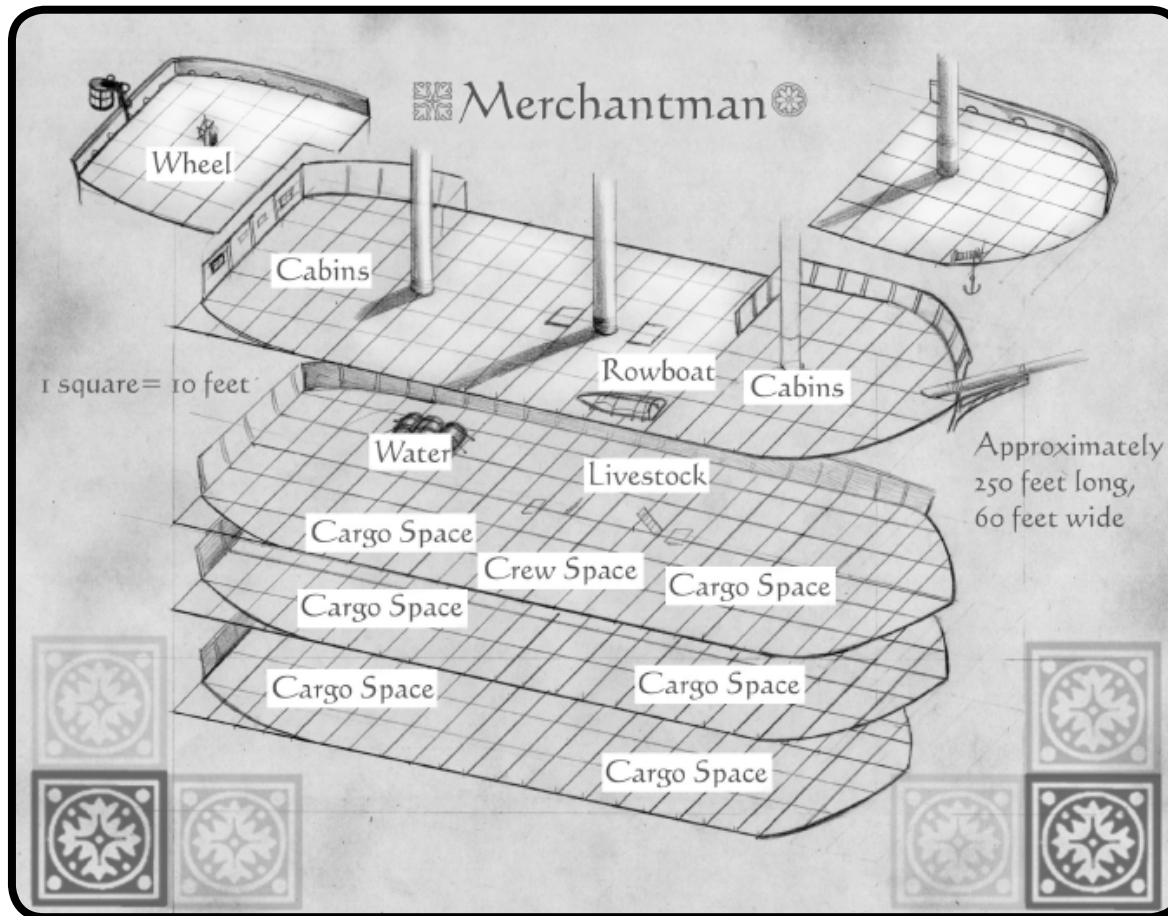 Merchantman
Wheel
Cabins
1 square= 10 feet
Rowboat
Cabins
Water
Livestock
Approximately
250 feet long,
60 feet wide
Cargo Space
Crew Space
Cargo Space
Cargo Space
Cargo Space
Cargo Space
Cargo Space